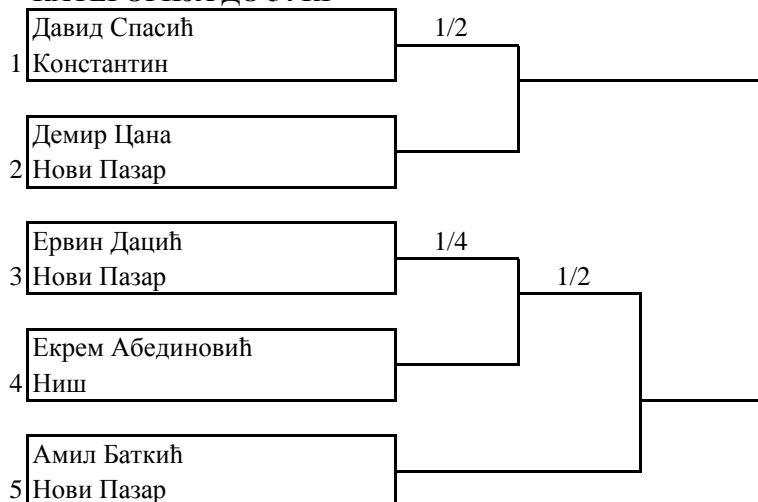 Давид Спасић 1/2
1 Константин
Демир Цана
2 Нови Пазар
Ервин Дацић 1/4
3 Нови Пазар 1/2
Екрем Абединовић
4 Ниш
Амил Баткић
5 Нови Пазар